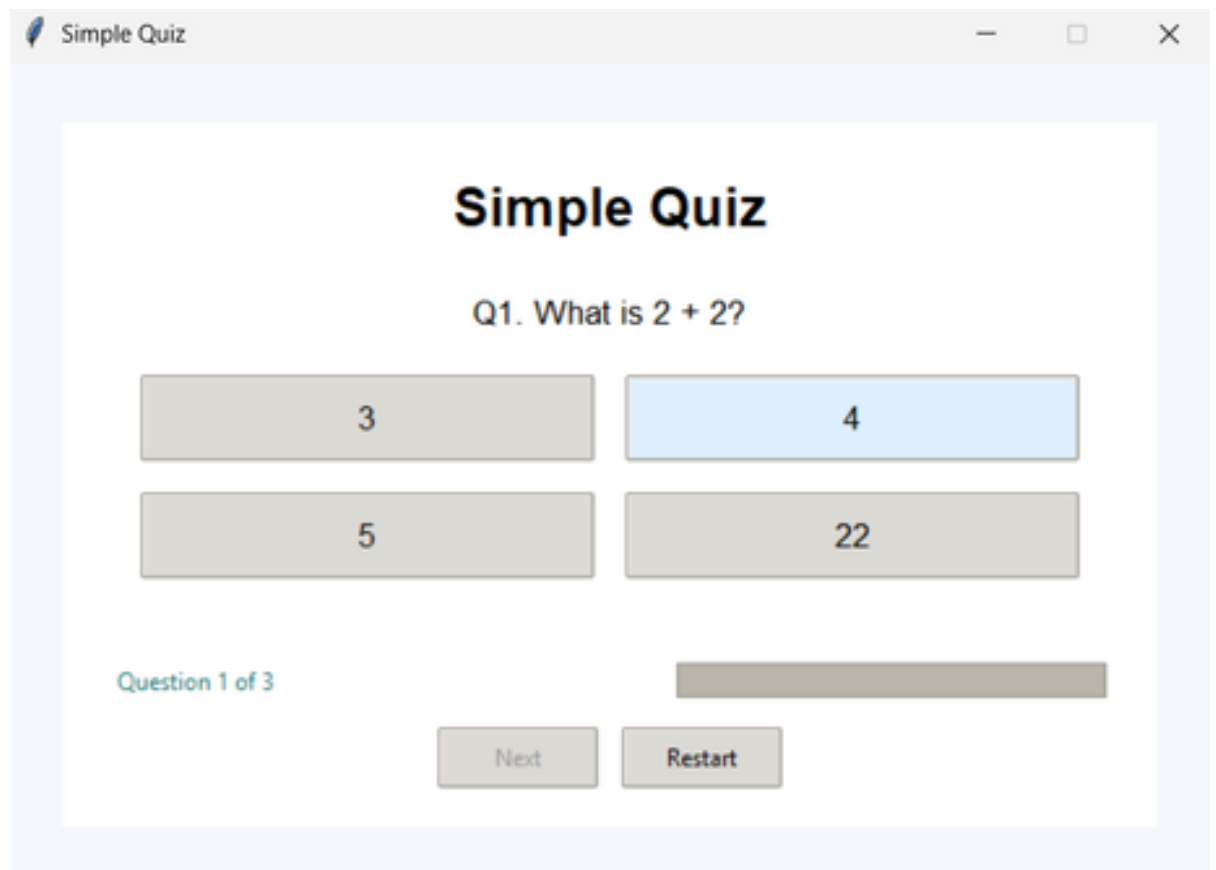 Simple Quiz
Simple Quiz
Q1. What is 2 + 2?
3
4
5
22
Question 1 of 3
Next
Restart